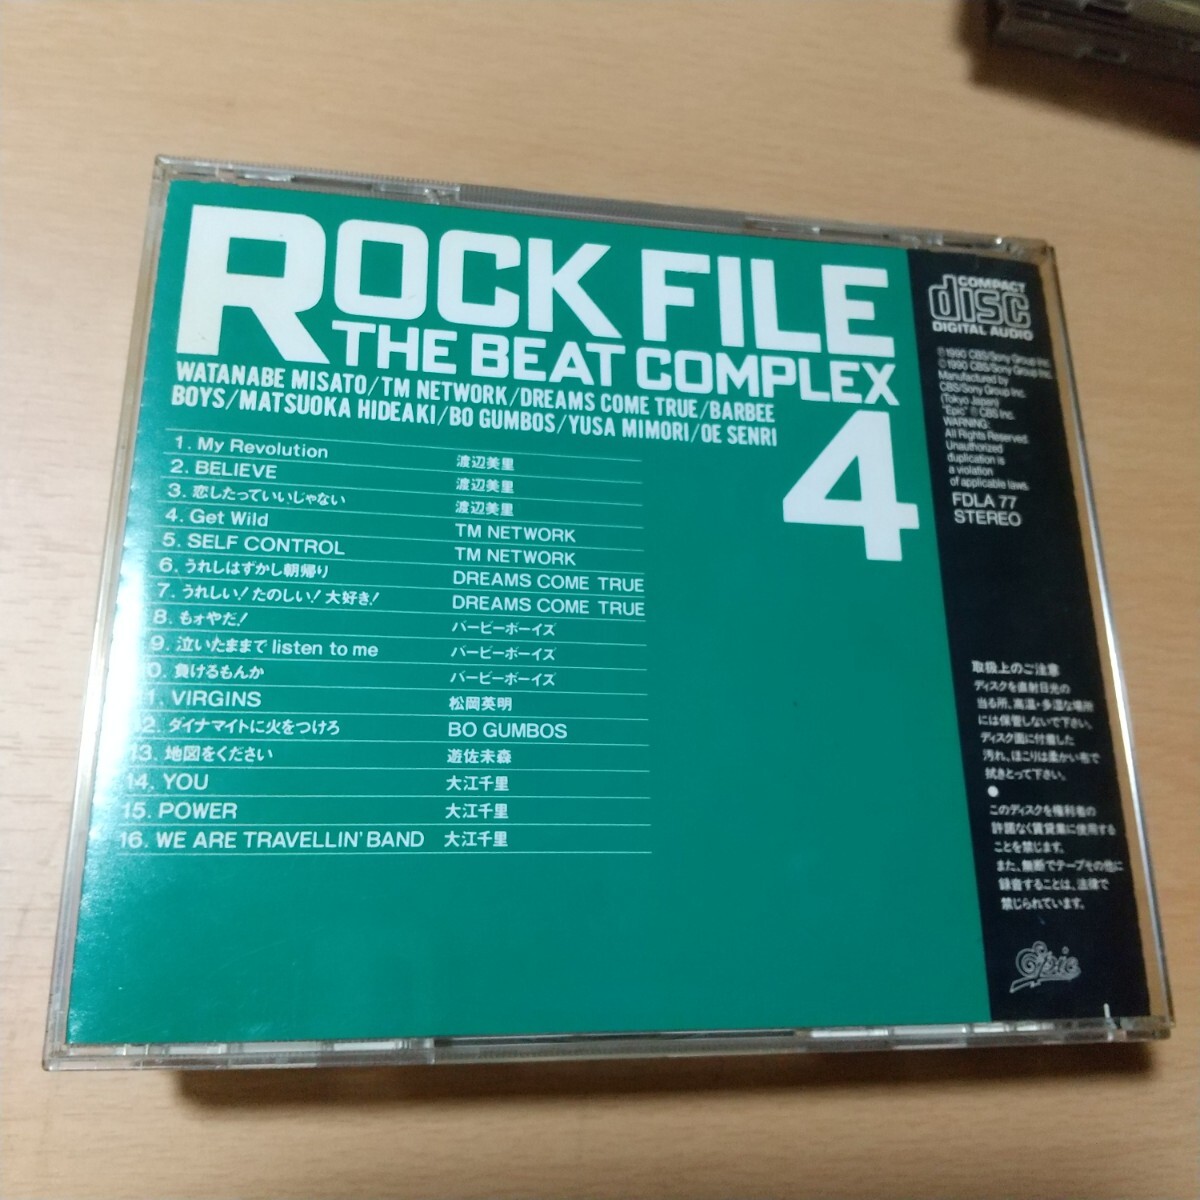 ROCK FILE
THE BEAT COMPLEX
4
WATANABE MISATO/TM NETWORK/DREAMS COME TRUE/BARBEE
BOYS/MATSUOKA HIDEAKI/BO GUMBOS/YUSA MIMORI/OE SENRI
1. My Revolution 渡辺美里
2. BELIEVE 渡辺美里
3. 恋したっていいじゃない 渡辺美里
4. Get Wild TM NETWORK
5. SELF CONTROL TM NETWORK
6. うれしはずかし朝帰り DREAMS COME TRUE
7. うれしい!たのしい!大好き! DREAMS COME TRUE
8. もォやだ! バービーボーイズ
9. 泣いたままで listen to me バービーボーイズ
0. 負けるもんか バービーボーイズ
1. VIRGINS 松岡英明
2. ダイナマイトに火をつけろ BO GUMBOS
13. 地図をください 遊佐未森
14. YOU 大江千里
15. POWER 大江千里
16. WE ARE TRAVELLIN' BAND 大江千里
COMPACT
disc
DIGITAL AUDIO
℗1990 CBS/Sony Group Inc.
©1990 CBS/Sony Group Inc.
Manufactured by
CBS/Sony Group Inc.
(Tokyo Japan)
"Epic" ® CBS Inc.
WARNING:
All Rights Reserved.
Unauthorized
duplication is
a violation
of applicable laws.
FDLA 77
STEREO
取扱上のご注意
ディスクを直射日光の
当る所、高温・多湿な場所
には保管しないで下さい。
ディスク面に付着した
汚れ、ほこりは柔かい布で
拭きとって下さい。
●
このディスクを権利者の
許諾なく賃貸業に使用する
ことを禁じます。
また、無断でテープその他に
録音することは、法律で
禁じられています。
Epic